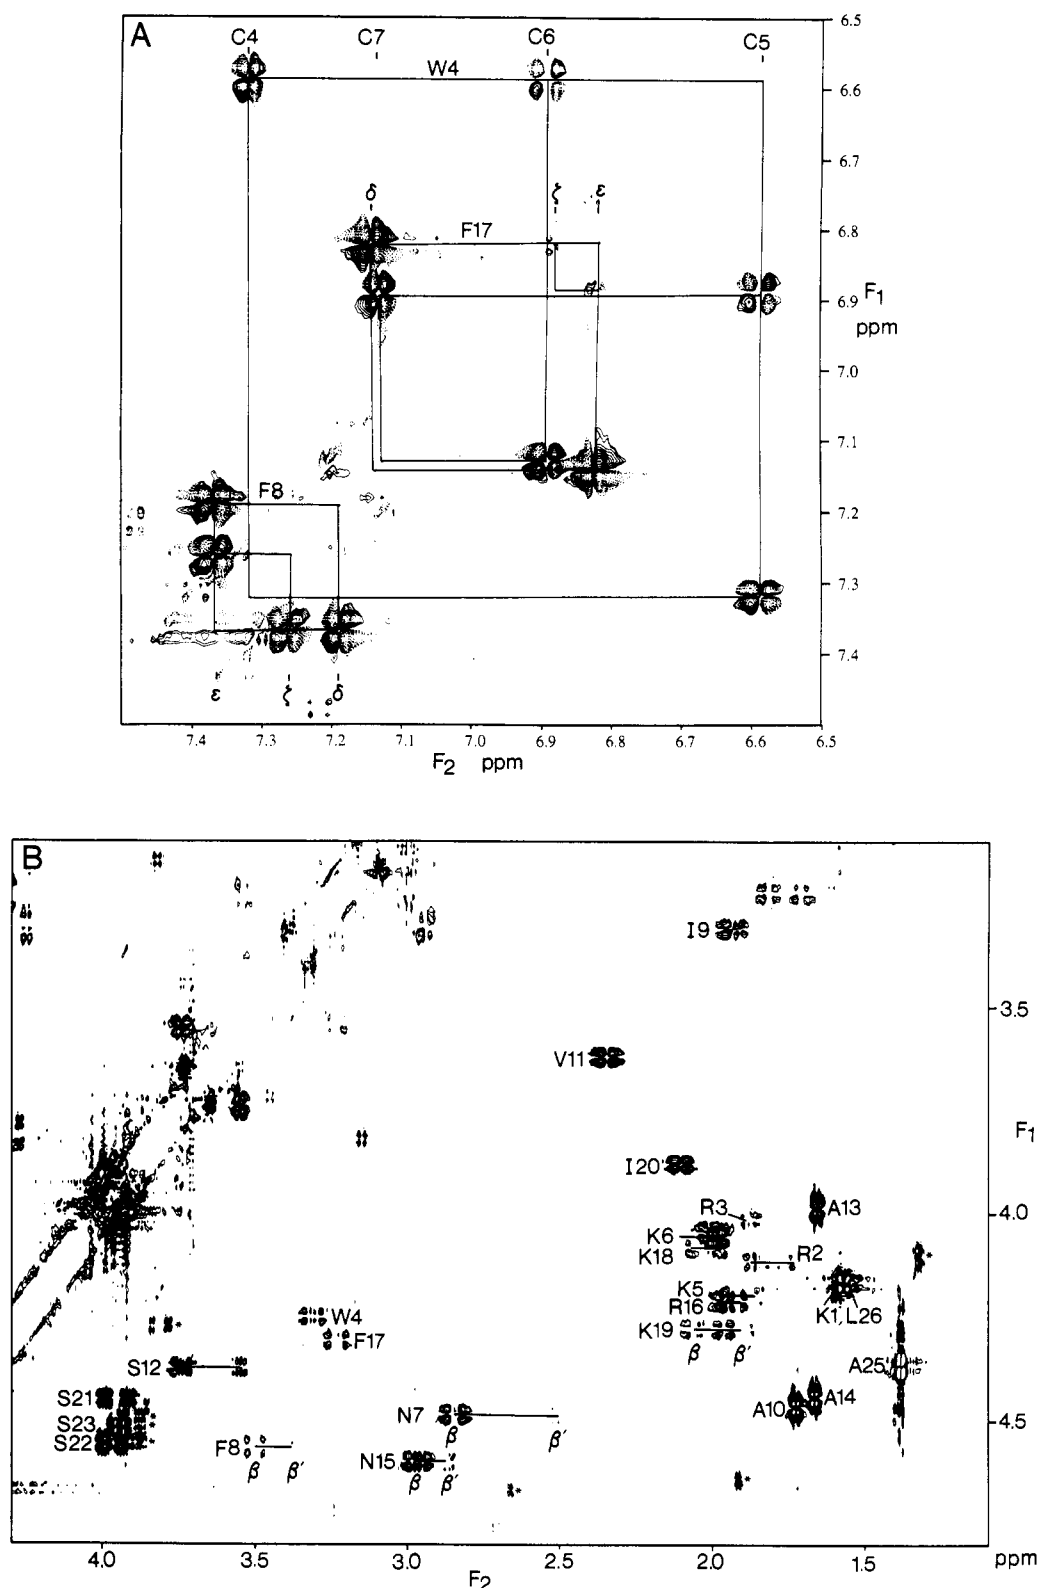 A
C4 C7 C6 C5
6.5
W4
6.6
6.7
δ ζ ε
F17
6.8
6.9 F1
ppm
7.0
7.1
F8
7.2
7.3
7.4
ε ζ δ
7.4 7.3 7.2 7.1 7.0 6.9 6.8 6.7 6.6 6.5
F2 ppm
B
I9
3.5
V11
F1
I20
R3 A13
4.0
K6
K18 R2
K5
R16 K1, L26
W4
F17 K19
β β'
S12 A25
S21 N7 A10 A14
S23
4.5
S22 F8 β β'
β β' N15
β β'
4.0 3.5 3.0 2.5 2.0 1.5 ppm
F2